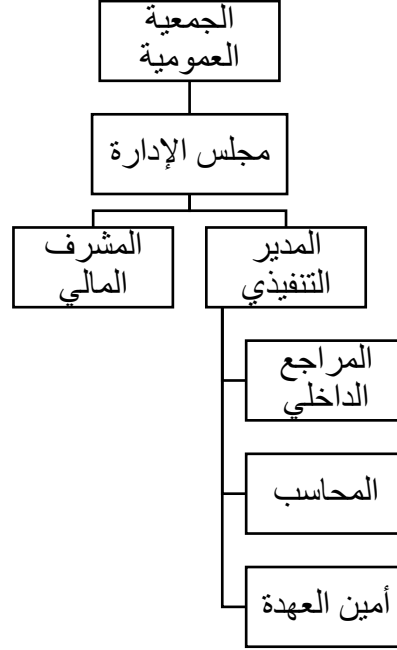 الجمعية
العمومية
مجلس الإدارة
المدير
التنفيذي
المشرف
المالي
المراجع
الداخلي
المحاسب
أمين العهدة